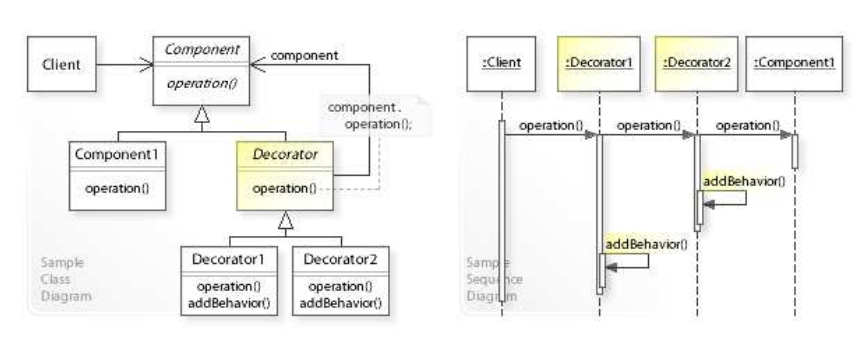 Client
Component
operation()
component
component.
operation();
Component1
operation()
Decorator
operation()
Decorator1
operation()
addBehavior()
Decorator2
operation()
addBehavior()
Sample
Class
Diagram
:Client
:Decorator1
:Decorator2
:Component1
operation()
operation()
operation()
addBehavior()
addBehavior()
Sample
Sequence
Diagram